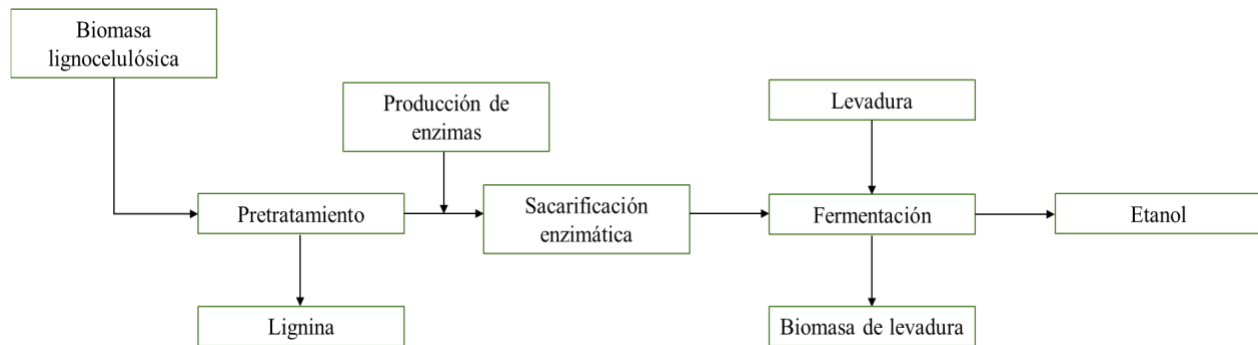 Biomasa
lignocelulósica
Producción de
enzimas
Levadura
Pretratamiento
Sacarificación
enzimática
Fermentación
Etanol
Lignina
Biomasa de levadura